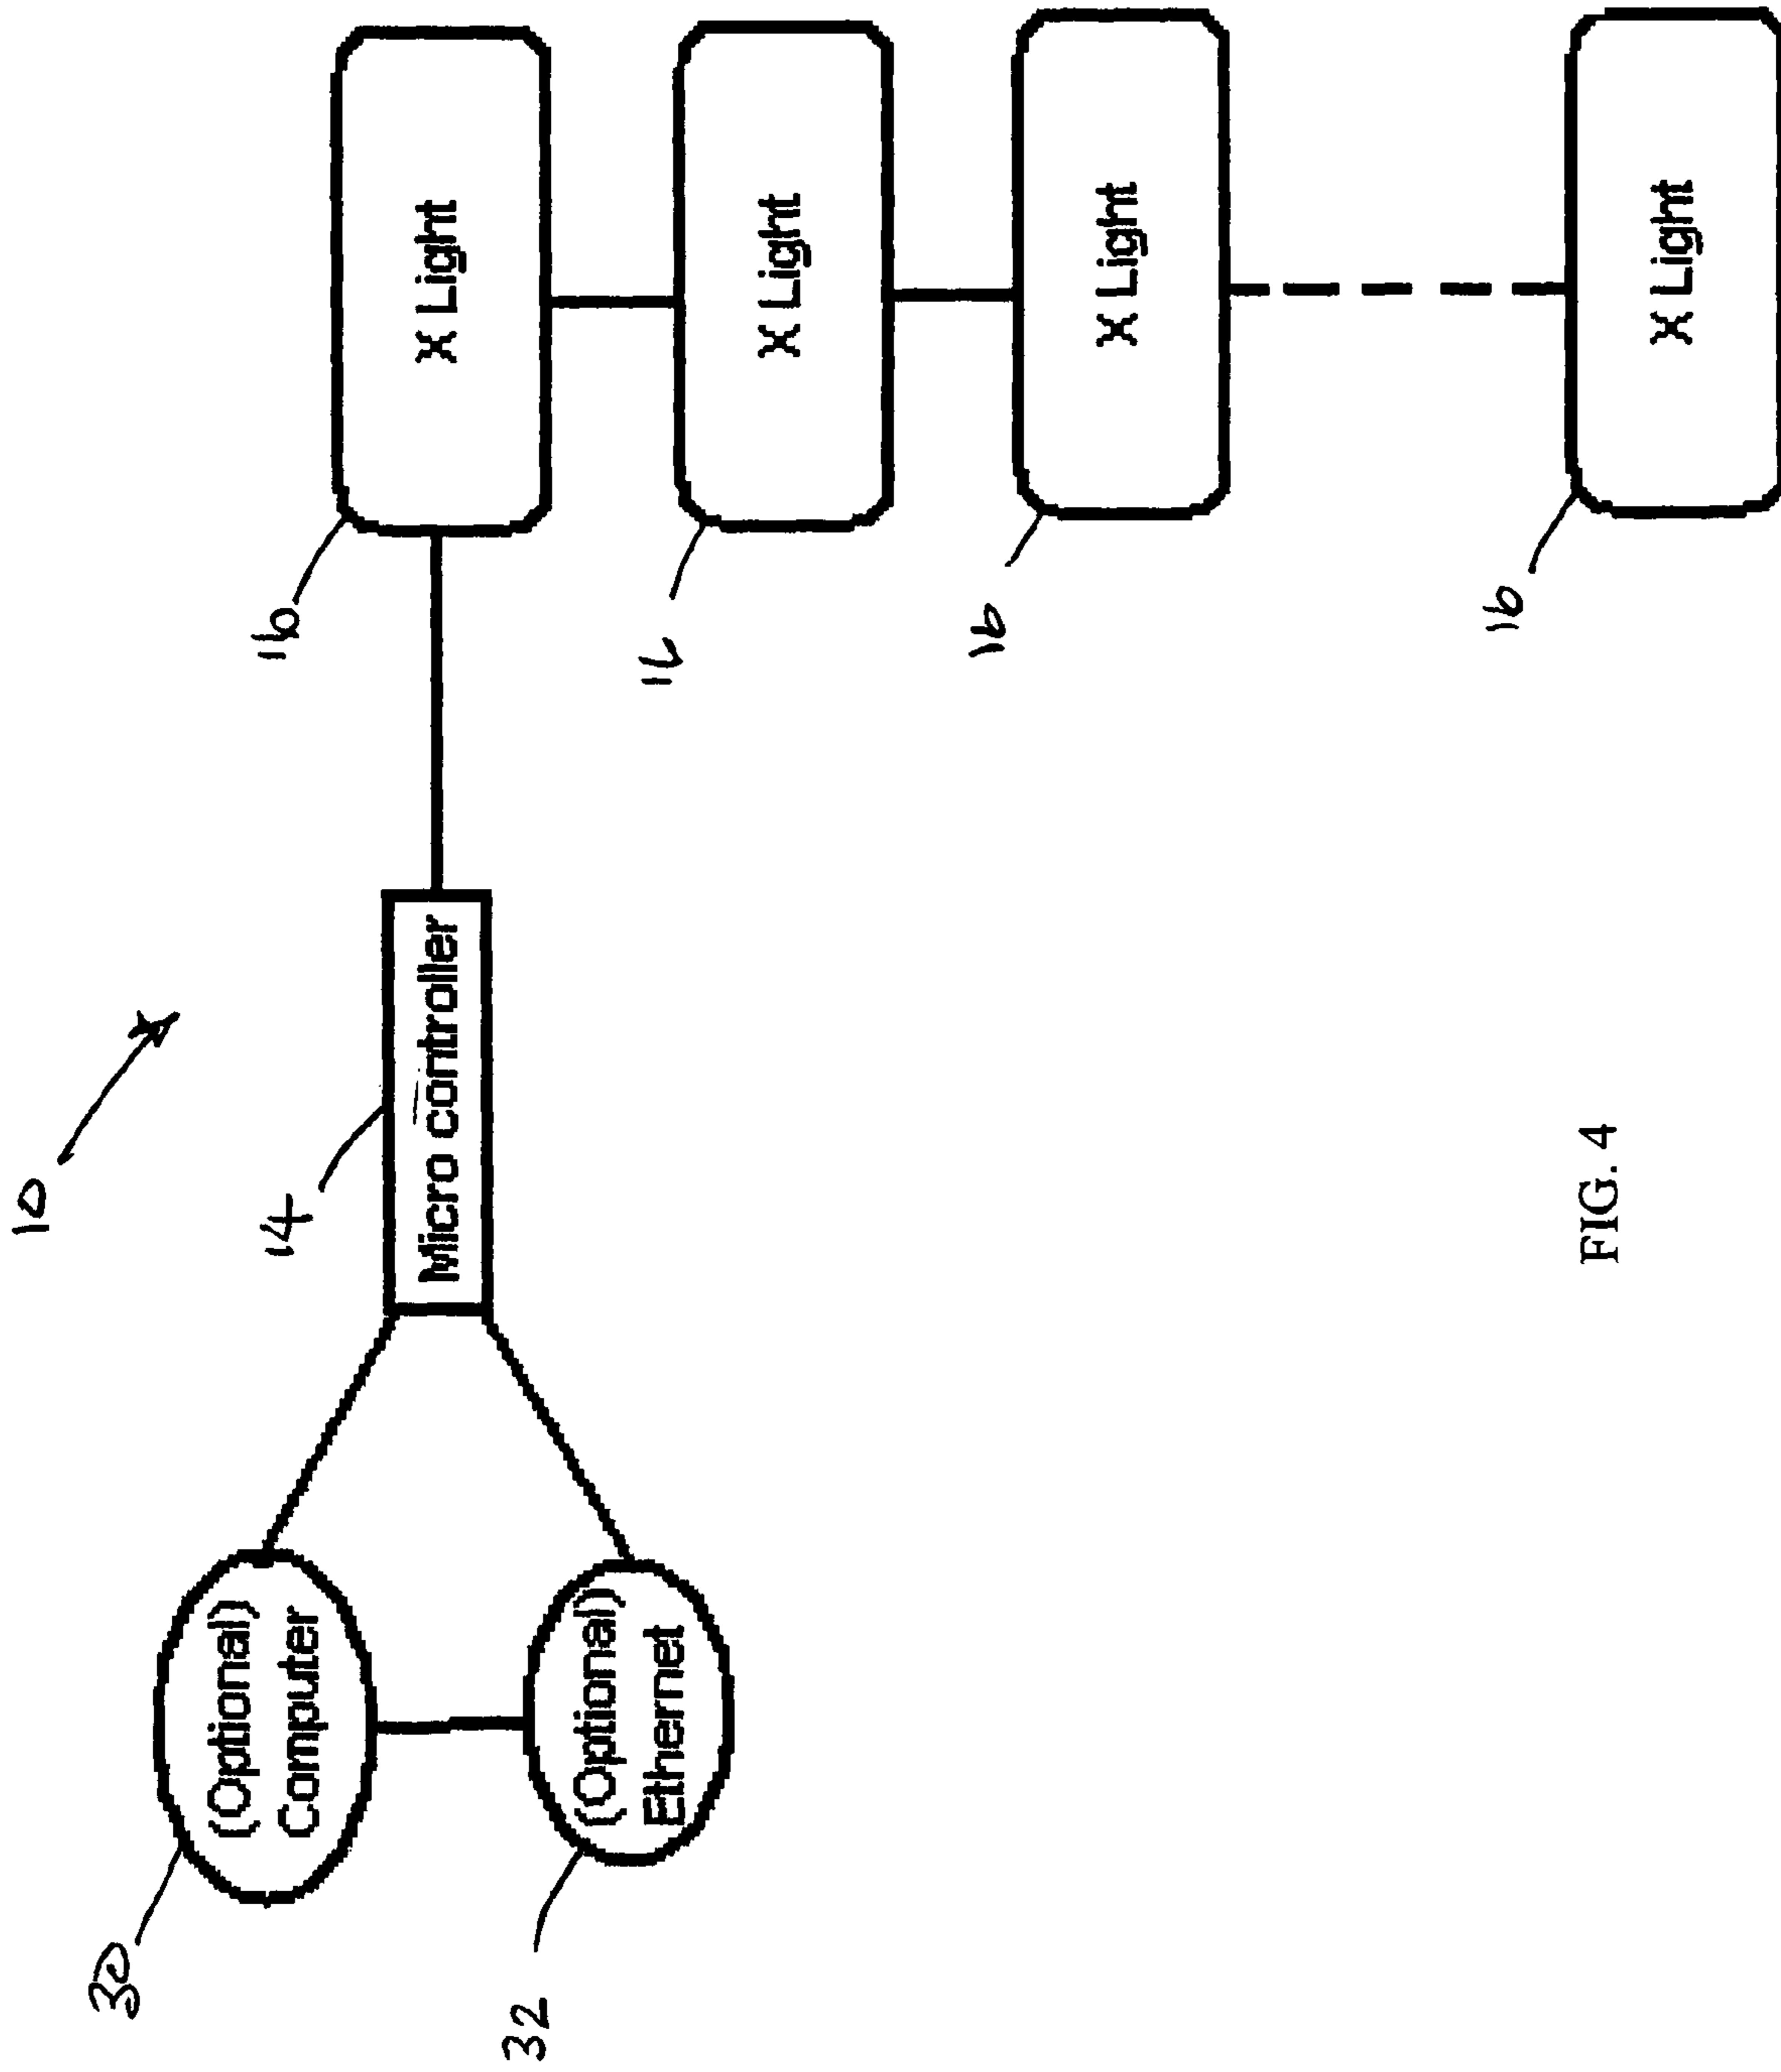 10
30
(Optional)
Computer
32
(Optional)
Ethernet
14
Micro controller
16
X Light
16
X Light
16
X Light
16
X Light
FIG. 4